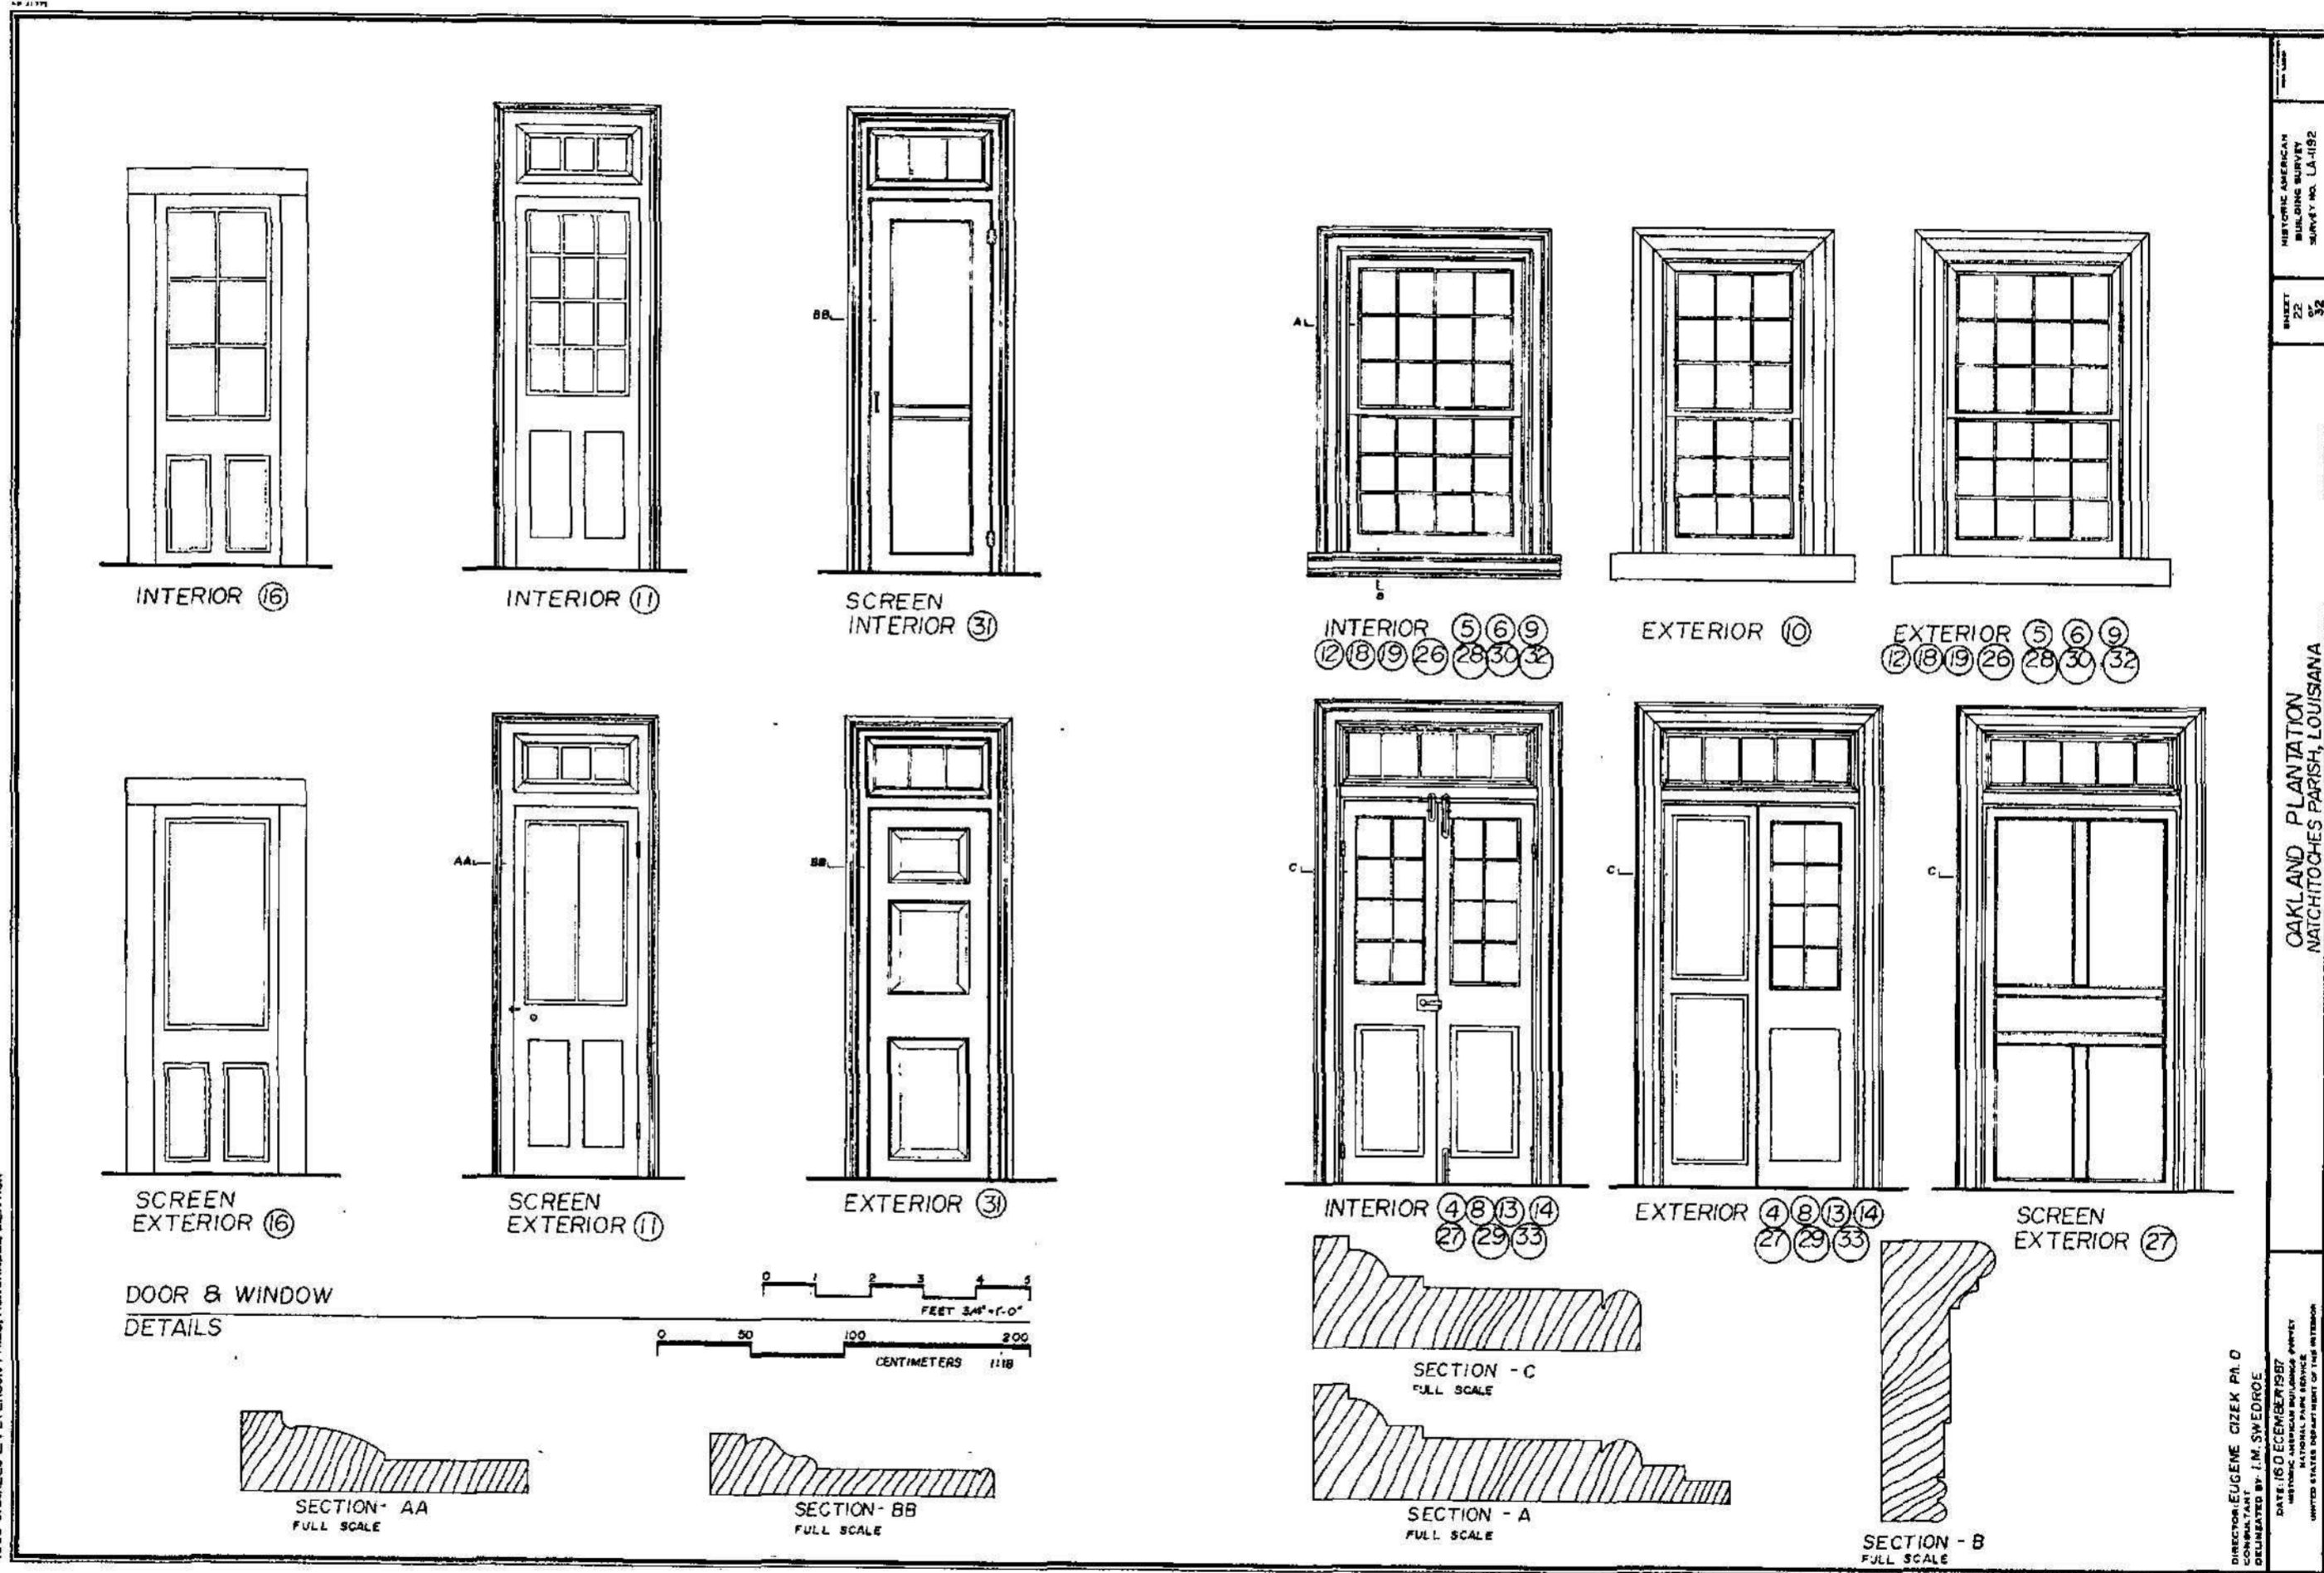 INTERIOR 16
INTERIOR 11
SCREEN
INTERIOR 31
BB
A
B
INTERIOR 5 6 9
12 18 19 26 28 30 32
EXTERIOR 10
EXTERIOR 5 6 9
12 18 19 26 28 30 32
SCREEN
EXTERIOR 16
AA
SCREEN
EXTERIOR 11
BB
EXTERIOR 31
C
INTERIOR 4 8 13 14
27 29 33
C
EXTERIOR 4 8 13 14
27 29 33
C
SCREEN
EXTERIOR 27
DOOR & WINDOW
DETAILS
0 1 2 3 4 5
FEET 3/4"=1'-0"
0 50 100 200
CENTIMETERS 1:18
SECTION- AA
FULL SCALE
SECTION- BB
FULL SCALE
SECTION - C
FULL SCALE
SECTION - A
FULL SCALE
SECTION - B
FULL SCALE
HISTORIC AMERICAN
BUILDING SURVEY
SURVEY NO. LA-1192
SHEET
22
OF
32
OAKLAND PLANTATION
NATCHITOCHES PARISH, LOUISIANA
DIRECTOR: EUGENE CIZEK PH. D
CONSULTANT
DELINEATED BY: I.M. SWEDROE
DATE: 16 DECEMBER 1987
HISTORIC AMERICAN BUILDINGS SURVEY
NATIONAL PARK SERVICE
UNITED STATES DEPARTMENT OF THE INTERIOR